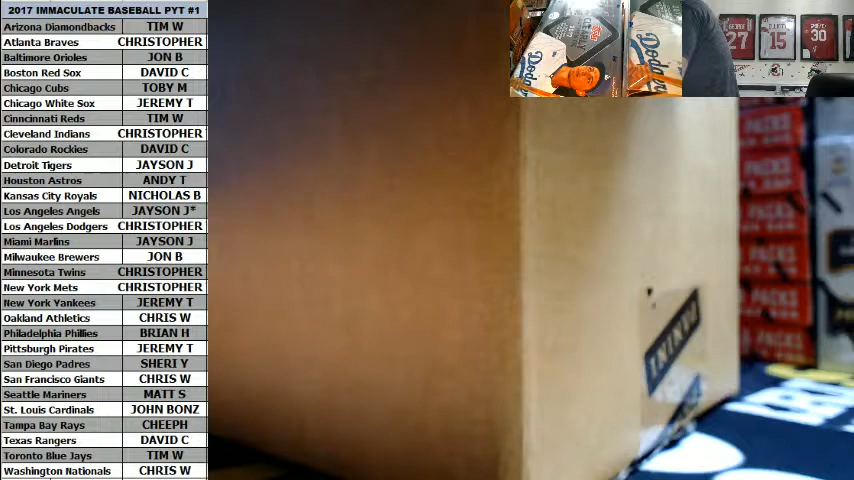 2017 IMMACULATE BASEBALL PYT #1
Arizona Diamondbacks TIM W
Atlanta Braves CHRISTOPHER
Baltimore Orioles JON B
Boston Red Sox DAVID C
Chicago Cubs TOBY M
Chicago White Sox JEREMY T
Cinncinati Reds TIM W
Cleveland Indians CHRISTOPHER
Colorado Rockies DAVID C
Detroit Tigers JAYSON J
Houston Astros ANDY T
Kansas City Royals NICHOLAS B
Los Angeles Angels JAYSON J*
Los Angeles Dodgers CHRISTOPHER
Miami Marlins JAYSON J
Milwaukee Brewers JON B
Minnesota Twins CHRISTOPHER
New York Mets CHRISTOPHER
New York Yankees JEREMY T
Oakland Athletics CHRIS W
Philadelphia Phillies BRIAN H
Pittsburgh Pirates JEREMY T
San Diego Padres SHERI Y
San Francisco Giants CHRIS W
Seattle Mariners MATT S
St. Louis Cardinals JOHN BONZ
Tampa Bay Rays CHEEPH
Texas Rangers DAVID C
Toronto Blue Jays TIM W
Washington Nationals CHRIS W
Topps
CLEARLY
Dodgers
27
15
30
PACKS
PACKS
PACKS
PANINI